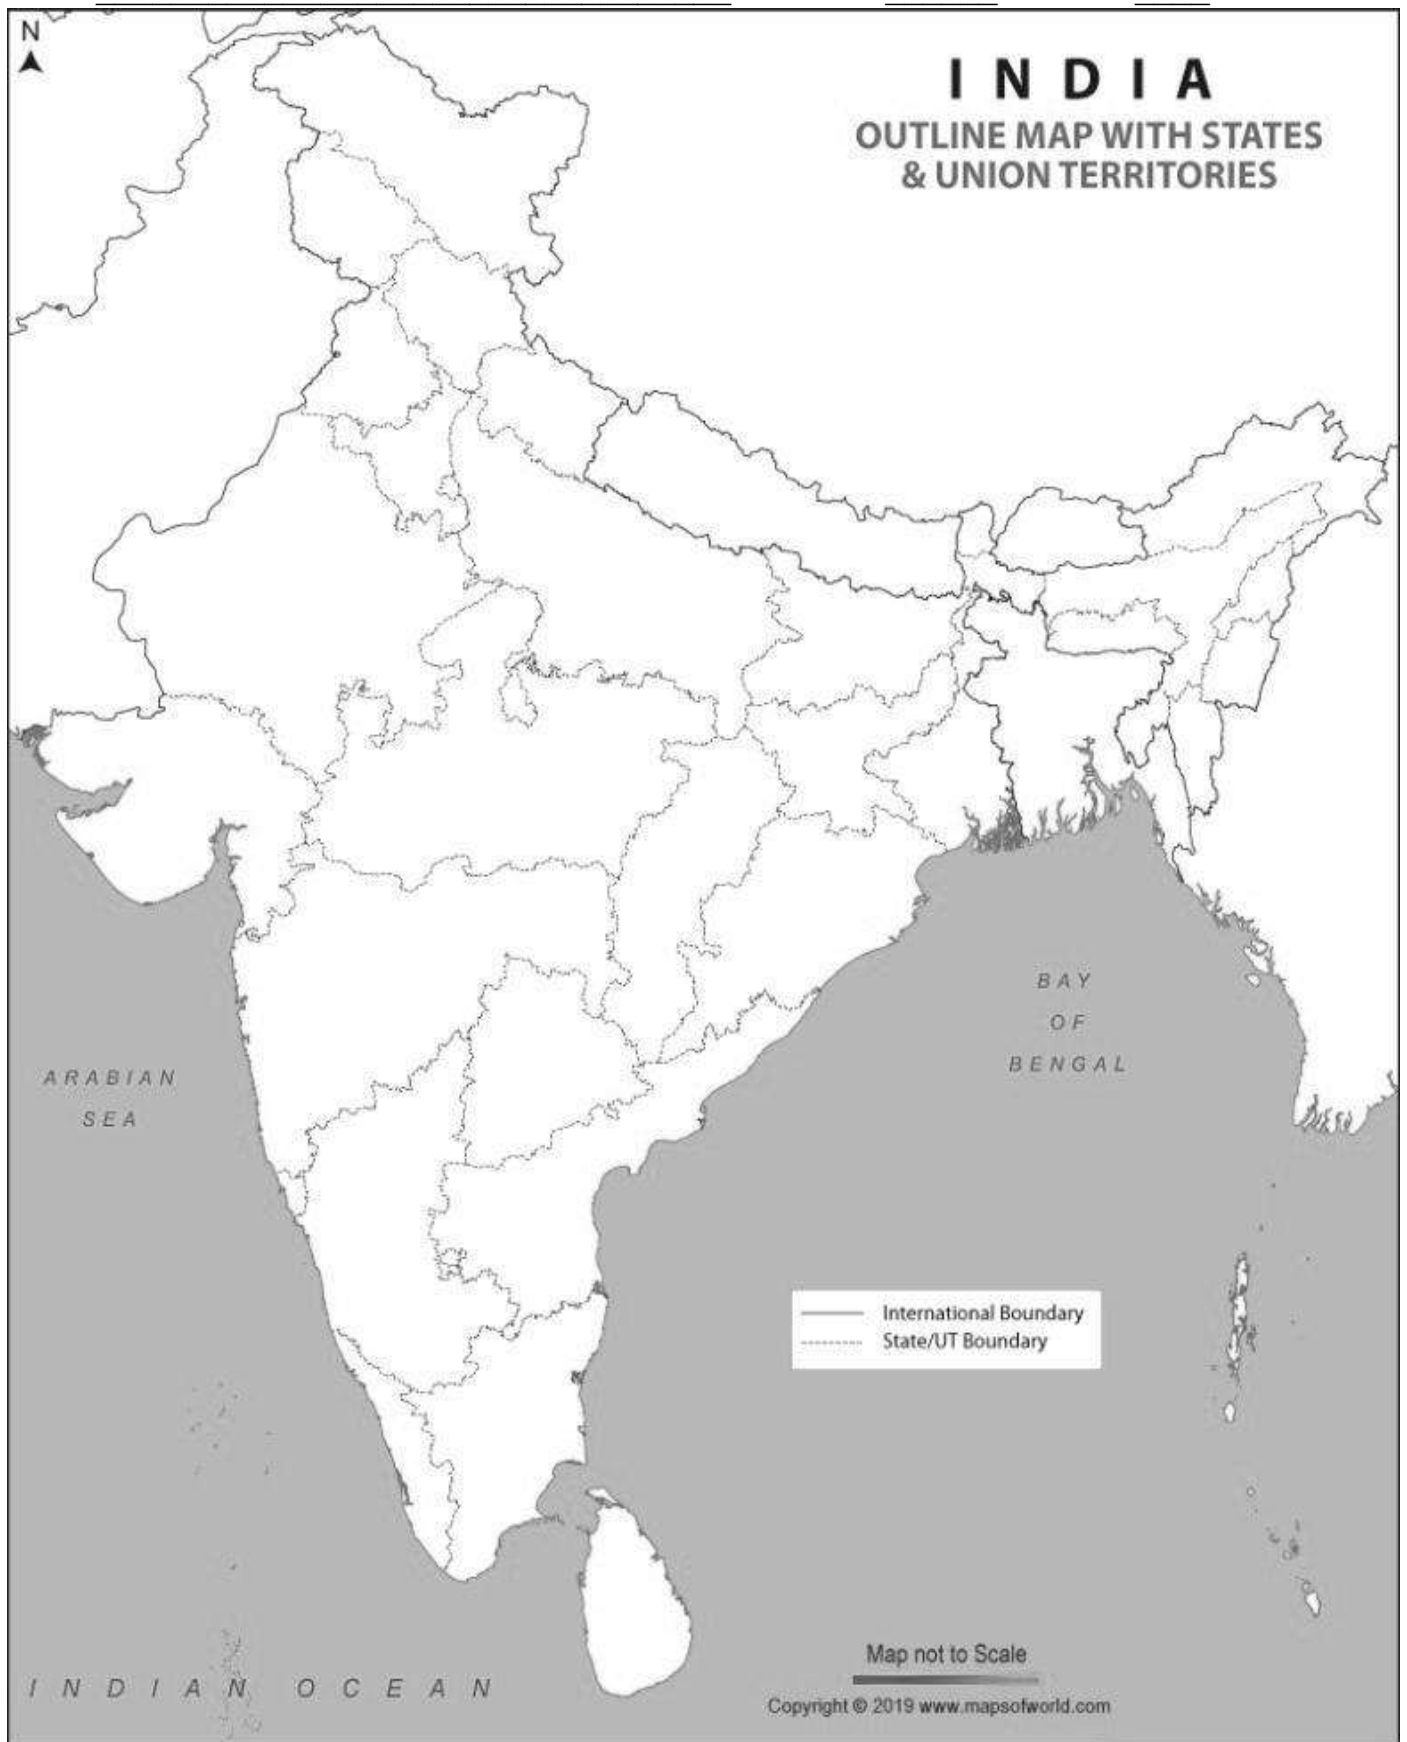 N
I N D I A
OUTLINE MAP WITH STATES
& UNION TERRITORIES
BAY
OF
BENGAL
ARABIAN
SEA
International Boundary
State/UT Boundary
Map not to Scale
INDIAN OCEAN
Copyright © 2019 www.mapsofworld.com